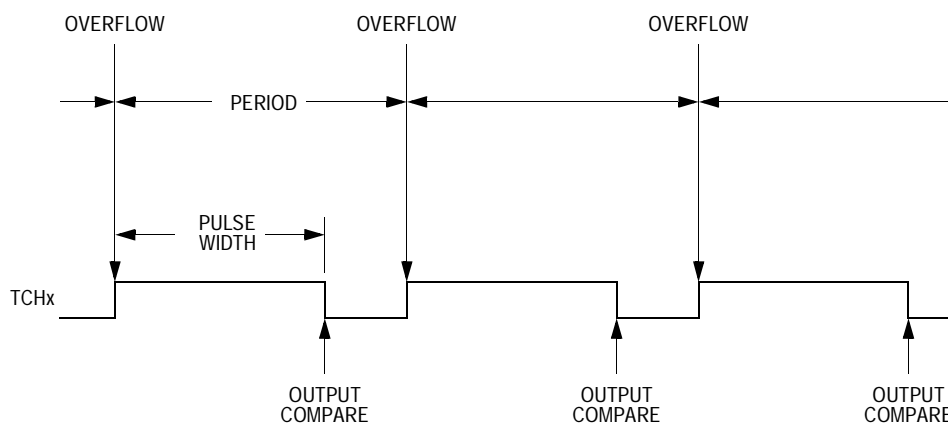 OVERFLOW
OVERFLOW
OVERFLOW
PERIOD
PULSE
WIDTH
TCHx
OUTPUT
COMPARE
OUTPUT
COMPARE
OUTPUT
COMPARE